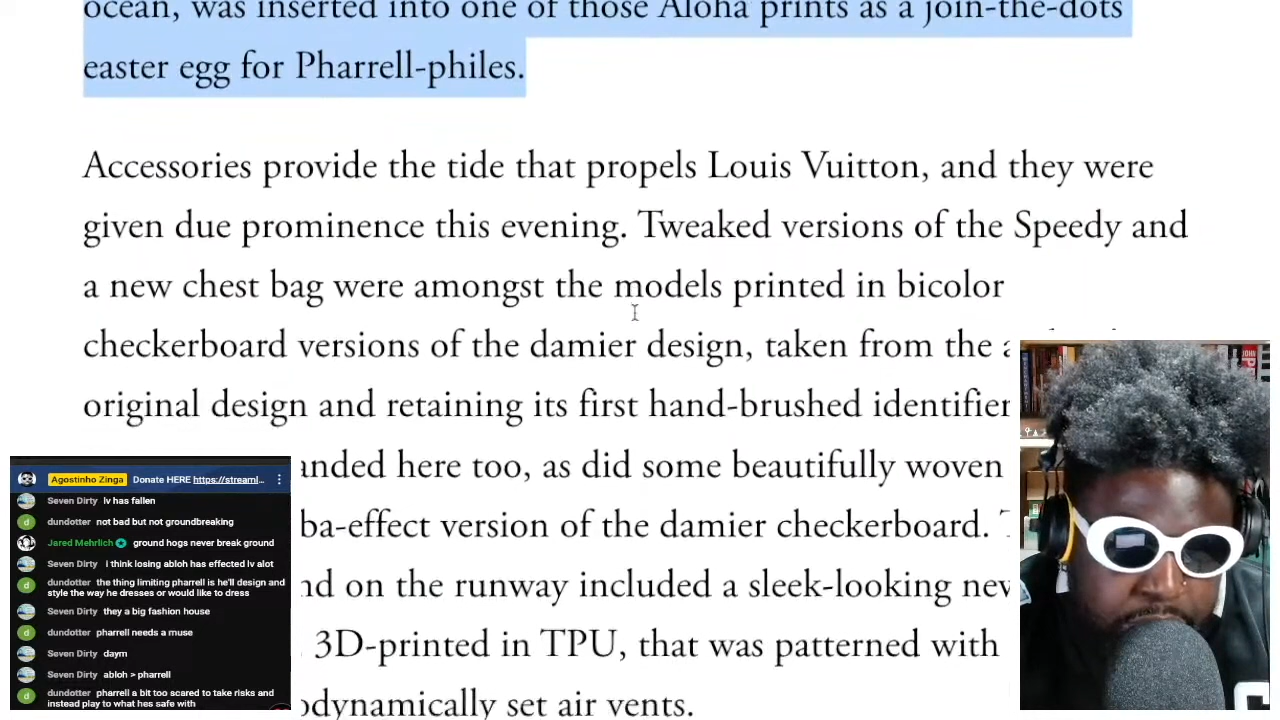 ocean, was inserted into one of those Aloha prints as a join-the-dots
easter egg for Pharrell-philes.
Accessories provide the tide that propels Louis Vuitton, and they were
given due prominence this evening. Tweaked versions of the Speedy and
a new chest bag were amongst the models printed in bicolor
checkerboard versions of the damier design, taken from the
original design and retaining its first hand-brushed identifier
anded here too, as did some beautifully woven
ba-effect version of the damier checkerboard.
nd on the runway included a sleek-looking new
3D-printed in TPU, that was patterned with
odynamically set air vents.
Agostinho Zinga Donate HERE https://streaml...
Seven Dirty lv has fallen
dundotter not bad but not groundbreaking
Jared Mehrlich ground hogs never break ground
Seven Dirty i think losing abloh has effected lv alot
dundotter the thing limiting pharrell is he'll design and
style the way he dresses or would like to dress
Seven Dirty they a big fashion house
dundotter pharrell needs a muse
Seven Dirty daym
Seven Dirty abloh > pharrell
dundotter pharrell a bit too scared to take risks and
instead play to what hes safe with